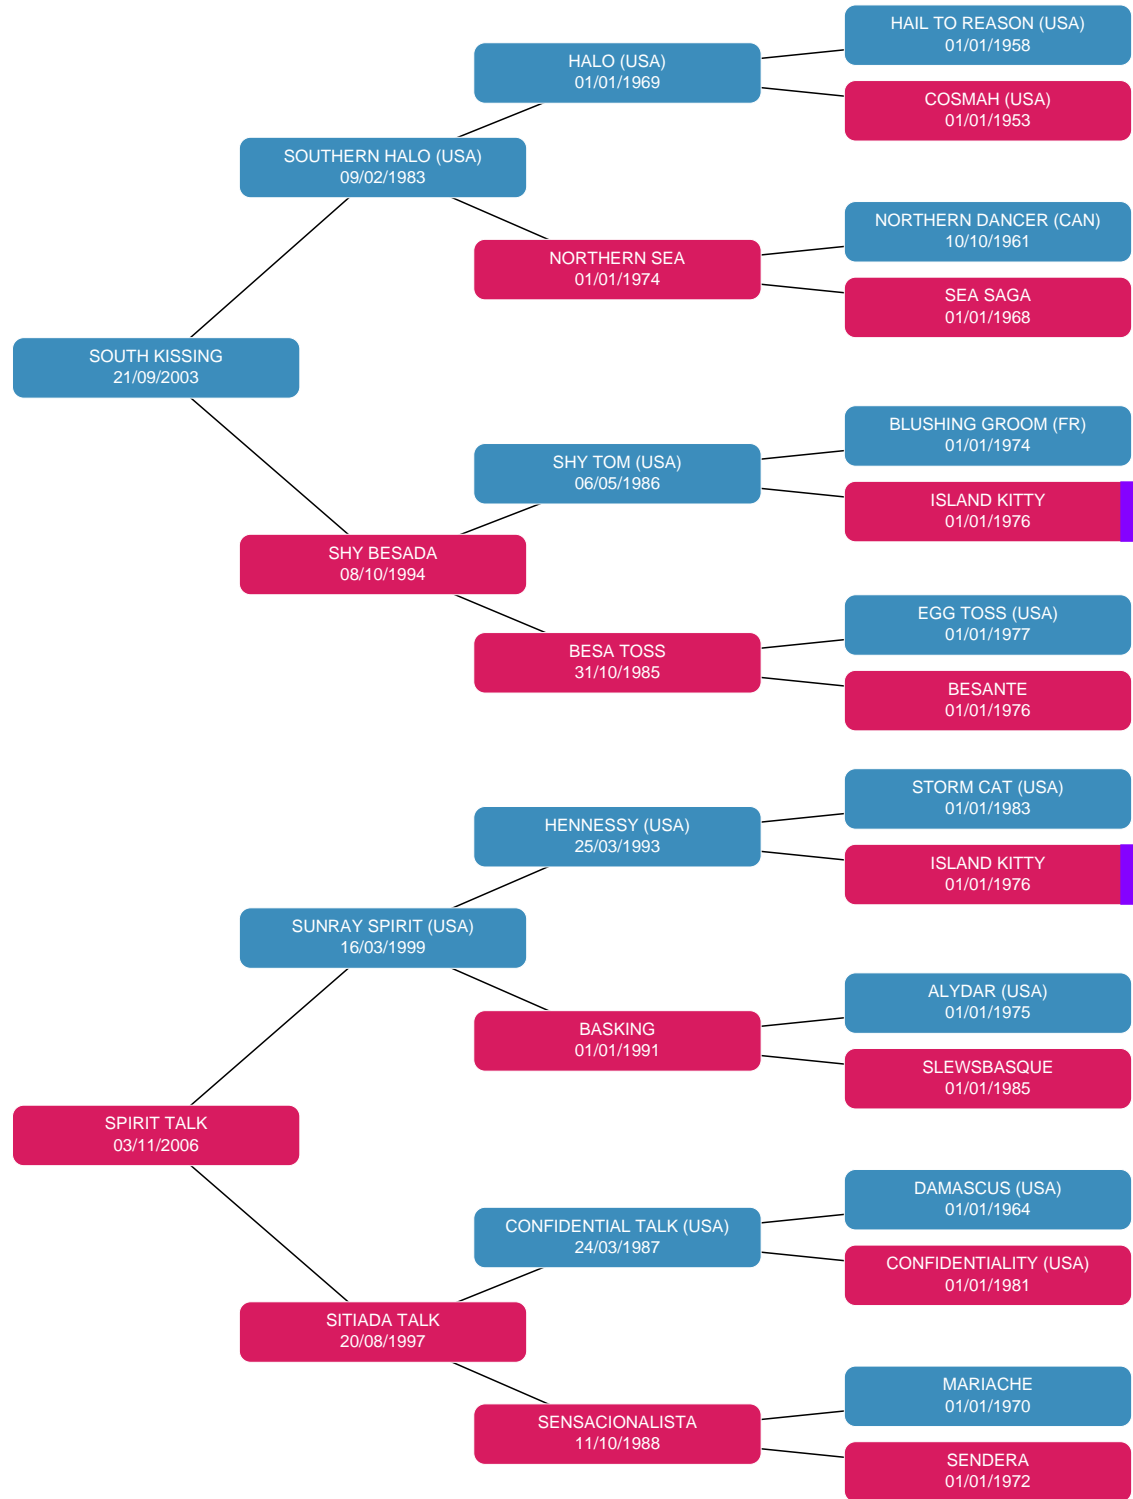 HAIL TO REASON (USA)
01/01/1958
HALO (USA)
01/01/1969
COSMAH (USA)
01/01/1953
SOUTHERN HALO (USA)
09/02/1983
NORTHERN DANCER (CAN)
10/10/1961
NORTHERN SEA
01/01/1974
SEA SAGA
01/01/1968
SOUTH KISSING
21/09/2003
BLUSHING GROOM (FR)
01/01/1974
SHY TOM (USA)
06/05/1986
ISLAND KITTY
01/01/1976
SHY BESADA
08/10/1994
EGG TOSS (USA)
01/01/1977
BESA TOSS
31/10/1985
BESANTE
01/01/1976
STORM CAT (USA)
01/01/1983
HENNESSY (USA)
25/03/1993
ISLAND KITTY
01/01/1976
SUNRAY SPIRIT (USA)
16/03/1999
ALYDAR (USA)
01/01/1975
BASKING
01/01/1991
SLEWSBASQUE
01/01/1985
SPIRIT TALK
03/11/2006
DAMASCUS (USA)
01/01/1964
CONFIDENTIAL TALK (USA)
24/03/1987
CONFIDENTIALITY (USA)
01/01/1981
SITIADA TALK
20/08/1997
MARIACHE
01/01/1970
SENSACIONALISTA
11/10/1988
SENDERA
01/01/1972